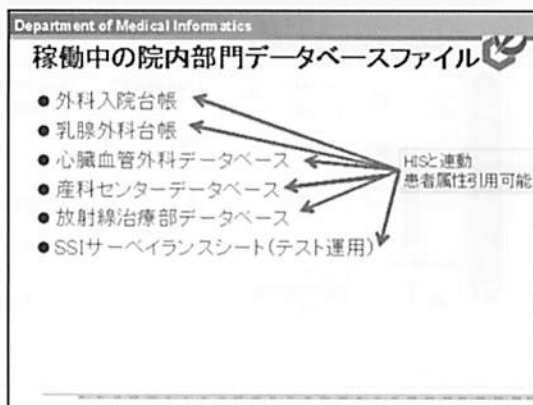 Department of Medical Informatics
稼働中の院内部門データベースファイル
● 外科入院台帳
● 乳腺外科台帳
● 心臓血管外科データベース
● 産科センターデータベース
● 放射線治療部データベース
● SSIサーベイランスシート(テスト運用)
HISと連動
患者属性引用可能